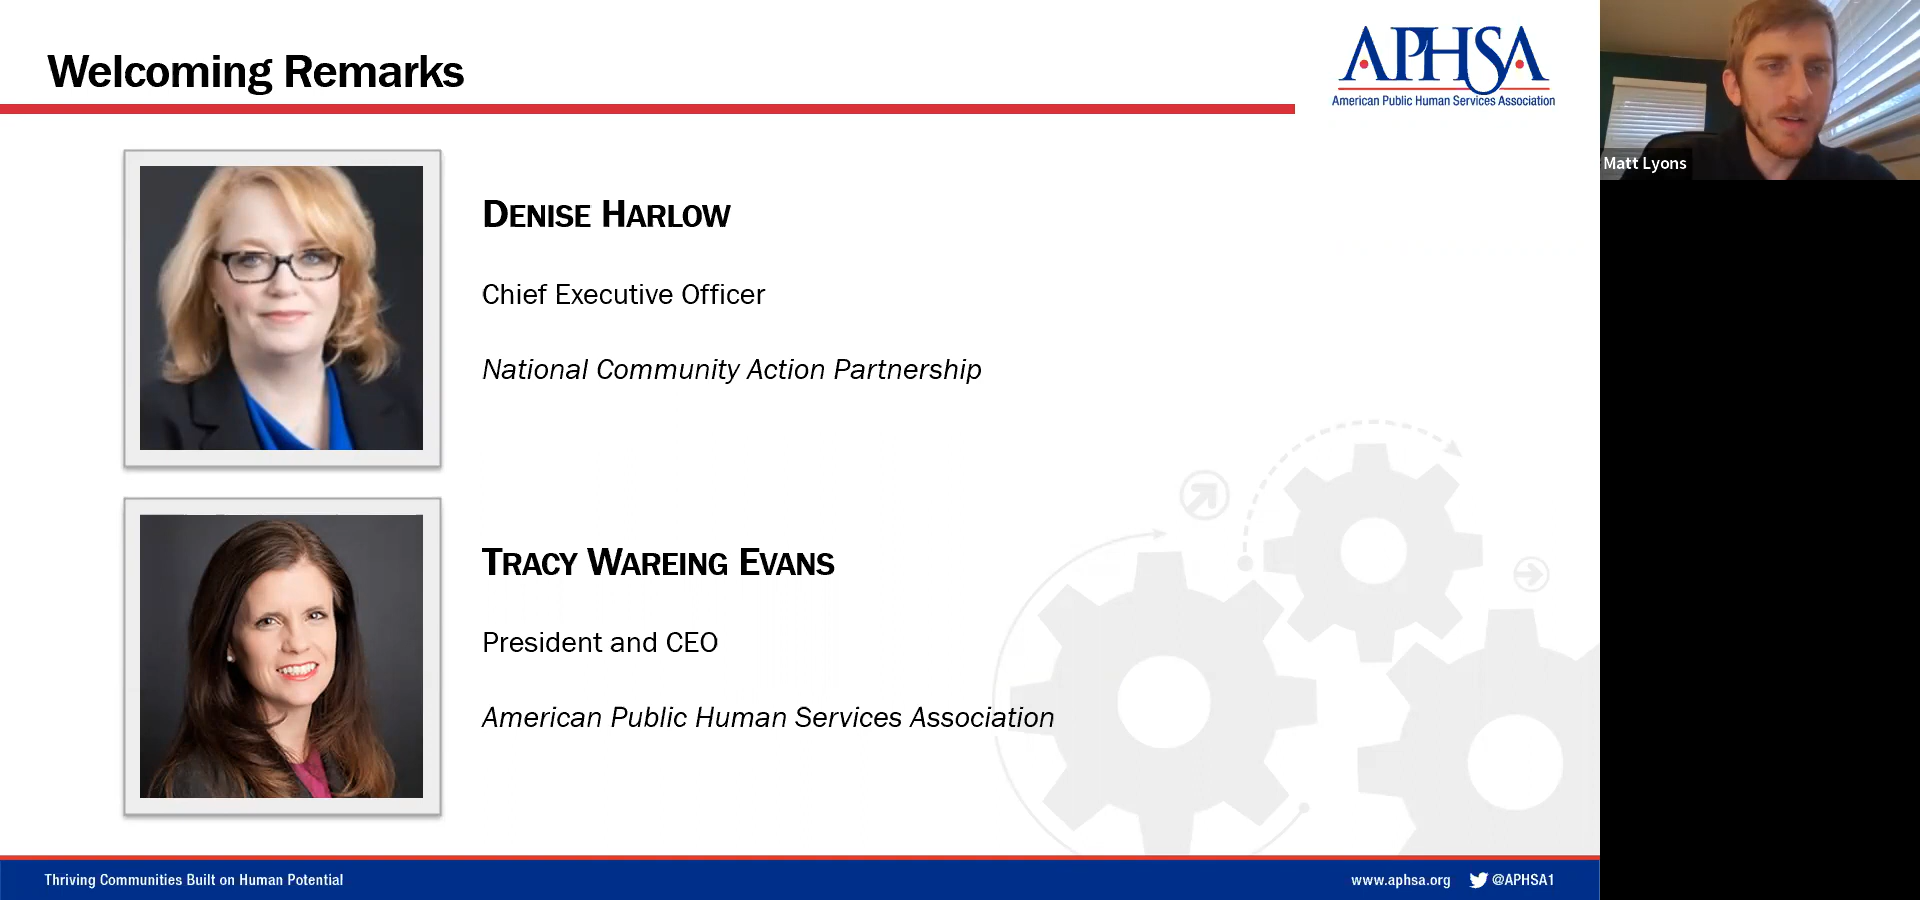 Welcoming Remarks
APHSA
American Public Human Services Association
Matt Lyons
DENISE HARLOW
Chief Executive Officer
National Community Action Partnership
TRACY WAREING EVANS
President and CEO
American Public Human Services Association
Thriving Communities Built on Human Potential
www.aphsa.org @APHSA1